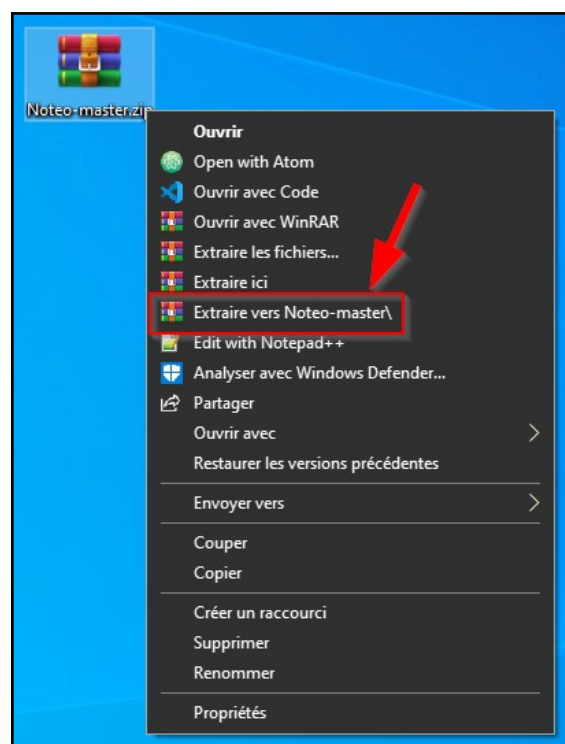 Noteo-master.zip
Ouvrir
Open with Atom
Ouvrir avec Code
Ouvrir avec WinRAR
Extraire les fichiers...
Extraire ici
Extraire vers Noteo-master\
Edit with Notepad++
Analyser avec Windows Defender...
Partager
Ouvrir avec
Restaurer les versions précédentes
Envoyer vers
Couper
Copier
Créer un raccourci
Supprimer
Renommer
Propriétés